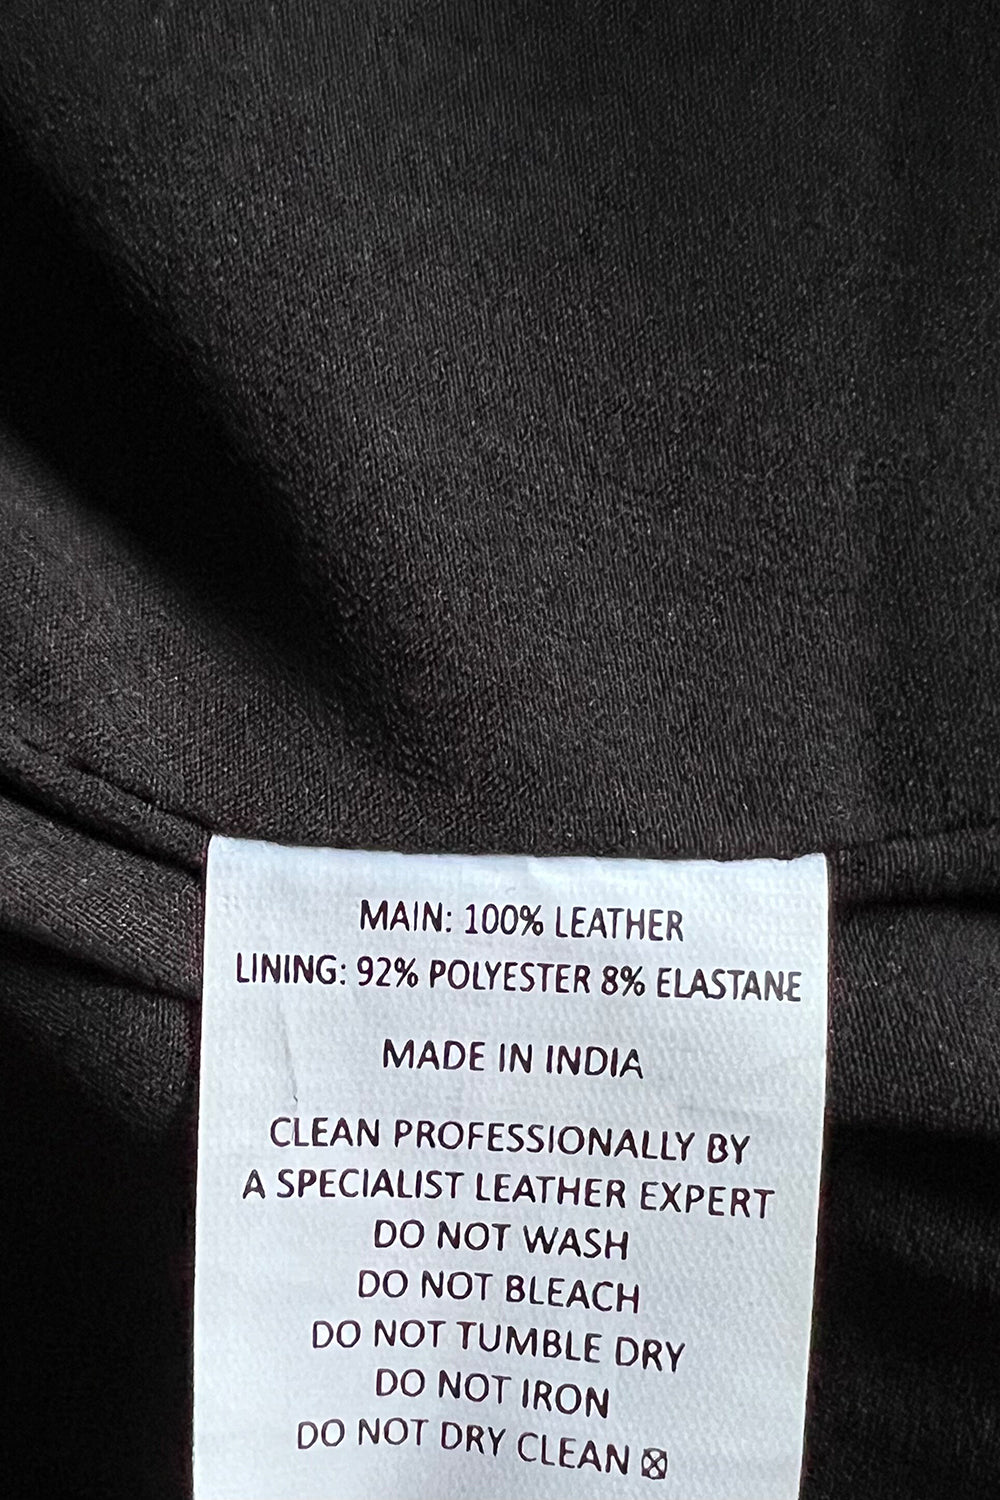 MAIN: 100% LEATHER
LINING: 92% POLYESTER 8% ELASTANE
MADE IN INDIA
CLEAN PROFESSIONALLY BY
A SPECIALIST LEATHER EXPERT
DO NOT WASH
DO NOT BLEACH
DO NOT TUMBLE DRY
DO NOT IRON
DO NOT DRY CLEAN